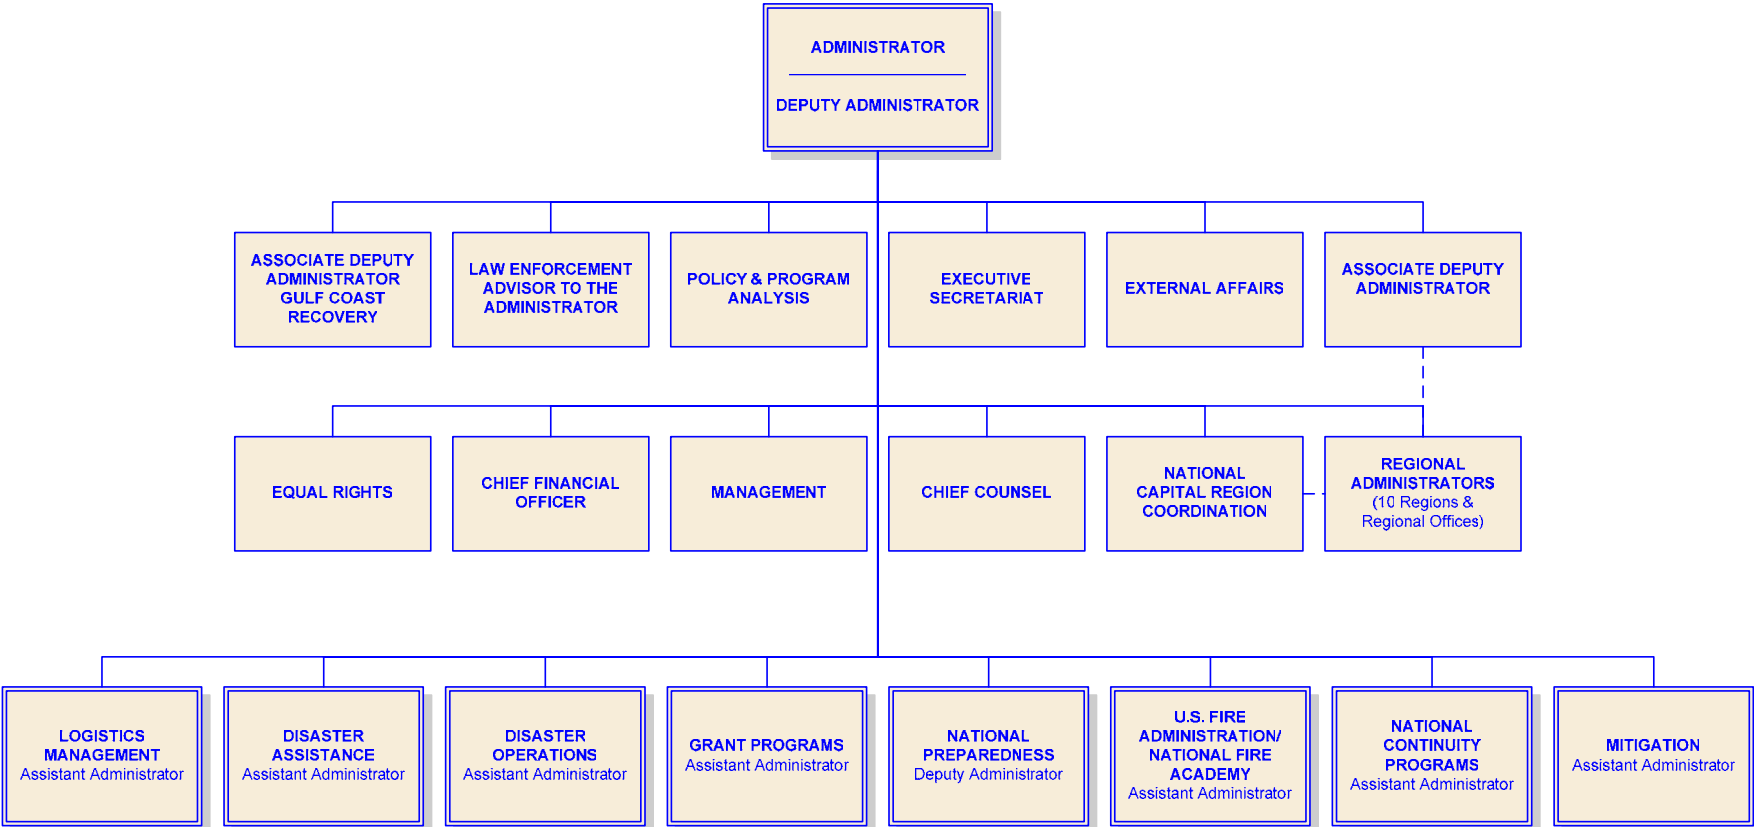 ADMINISTRATOR
DEPUTY ADMINISTRATOR
ASSOCIATE DEPUTY
ADMINISTRATOR
GULF COAST
RECOVERY
LAW ENFORCEMENT
ADVISOR TO THE
ADMINISTRATOR
POLICY & PROGRAM
ANALYSIS
EXECUTIVE
SECRETARIAT
EXTERNAL AFFAIRS
ASSOCIATE DEPUTY
ADMINISTRATOR
EQUAL RIGHTS
CHIEF FINANCIAL
OFFICER
MANAGEMENT
CHIEF COUNSEL
NATIONAL
CAPITAL REGION
COORDINATION
REGIONAL
ADMINISTRATORS
(10 Regions &
Regional Offices)
LOGISTICS
MANAGEMENT
Assistant Administrator
DISASTER
ASSISTANCE
Assistant Administrator
DISASTER
OPERATIONS
Assistant Administrator
GRANT PROGRAMS
Assistant Administrator
NATIONAL
PREPAREDNESS
Deputy Administrator
U.S. FIRE
ADMINISTRATION/
NATIONAL FIRE
ACADEMY
Assistant Administrator
NATIONAL
CONTINUITY
PROGRAMS
Assistant Administrator
MITIGATION
Assistant Administrator